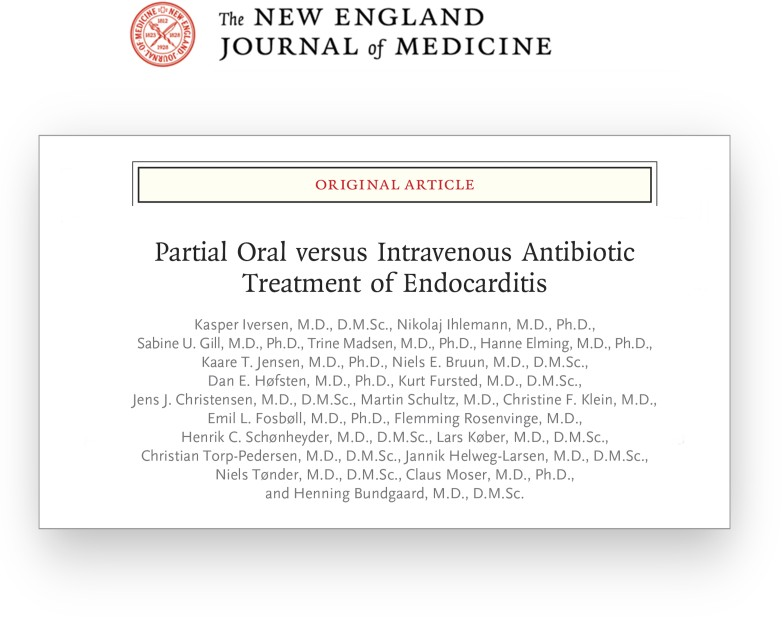 The NEW ENGLAND
JOURNAL of MEDICINE
ORIGINAL ARTICLE
Partial Oral versus Intravenous Antibiotic
Treatment of Endocarditis
Kasper Iversen, M.D., D.M.Sc., Nikolaj Ihlemann, M.D., Ph.D.,
Sabine U. Gill, M.D., Ph.D., Trine Madsen, M.D., Ph.D., Hanne Elming, M.D., Ph.D.,
Kaare T. Jensen, M.D., Ph.D., Niels E. Bruun, M.D., D.M.Sc.,
Dan E. Høfsten, M.D., Ph.D., Kurt Fursted, M.D., D.M.Sc.,
Jens J. Christensen, M.D., D.M.Sc., Martin Schultz, M.D., Christine F. Klein, M.D.,
Emil L. Fosbøll, M.D., Ph.D., Flemming Rosenvinge, M.D.,
Henrik C. Schønheyder, M.D., D.M.Sc., Lars Køber, M.D., D.M.Sc.,
Christian Torp-Pedersen, M.D., D.M.Sc., Jannik Helweg-Larsen, M.D., D.M.Sc.,
Niels Tønder, M.D., D.M.Sc., Claus Moser, M.D., Ph.D.,
and Henning Bundgaard, M.D., D.M.Sc.